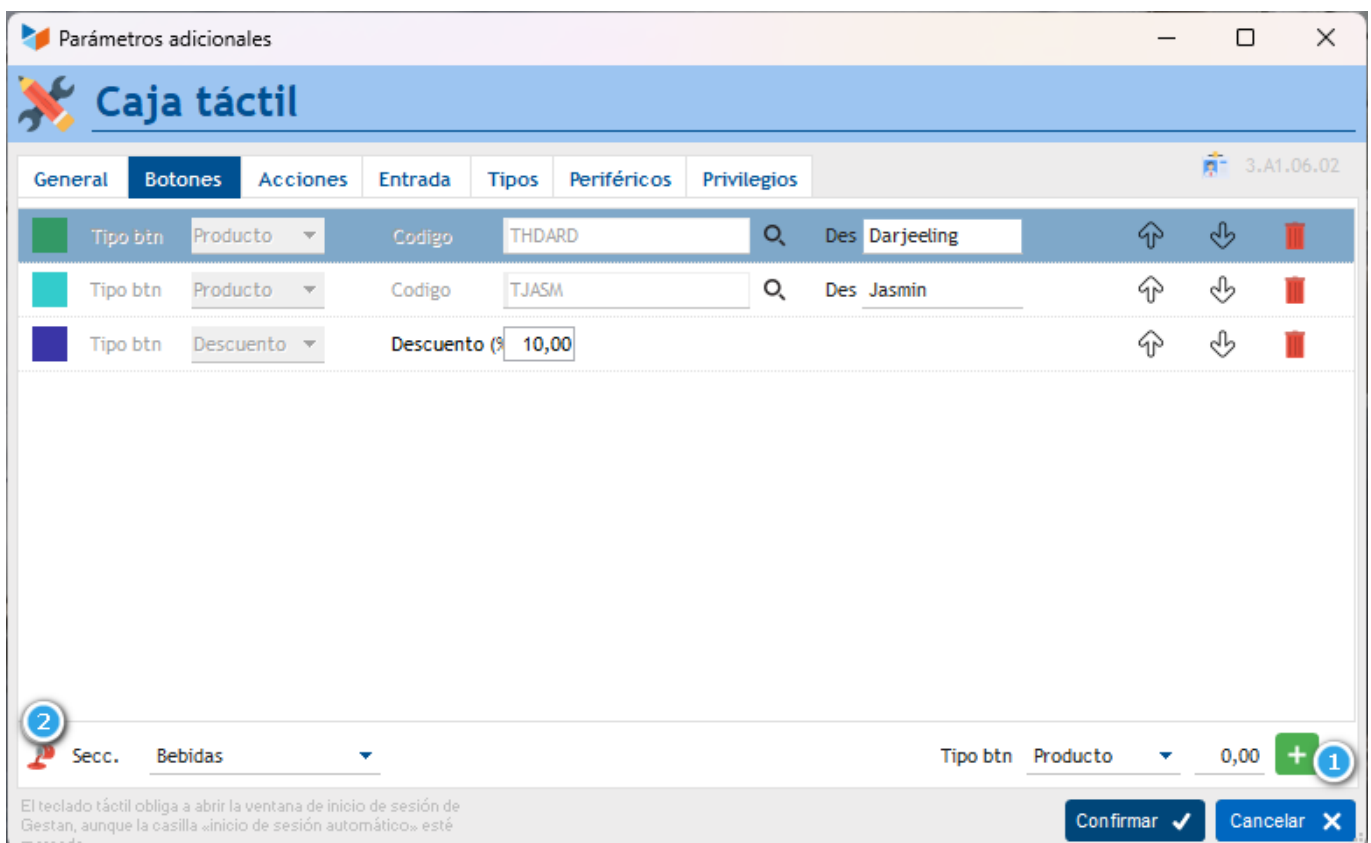 Parámetros adicionales
Caja táctil
General Botones Acciones Entrada Tipos Periféricos Privilegios 3.A1.06.02
Tipo btn Producto Codigo THDARD Des Darjeeling
Tipo btn Producto Codigo TJASM Des Jasmin
Tipo btn Descuento Descuento (% 10,00
2
Secc. Bebidas Tipo btn Producto 0,00 + 1
El teclado táctil obliga a abrir la ventana de inicio de sesión de
Gestan, aunque la casilla «inicio de sesión automático» esté
Confirmar Cancelar